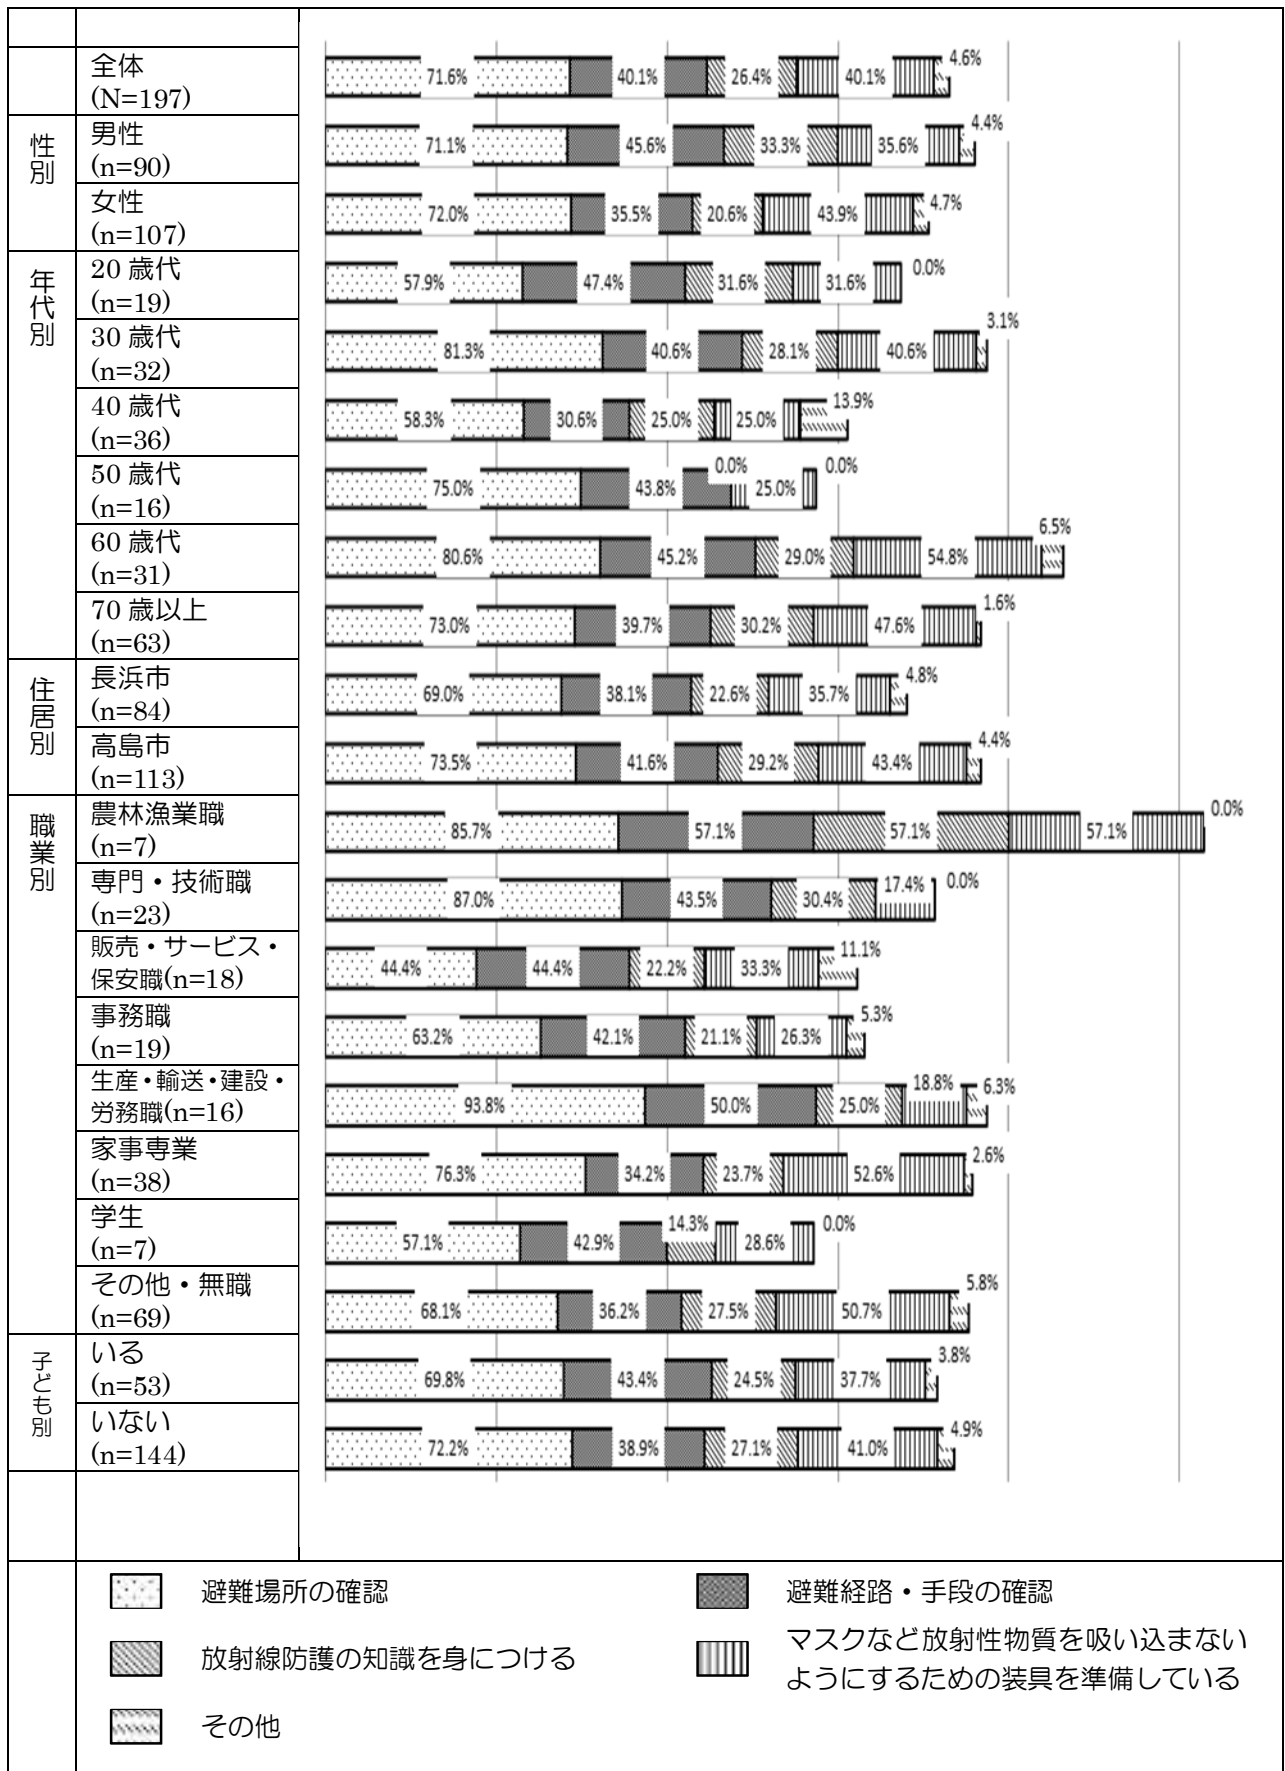 全体
(N=197)
71.6% 40.1% 26.4% 40.1% 4.6%
性別
男性
(n=90)
71.1% 45.6% 33.3% 35.6% 4.4%
女性
(n=107)
72.0% 35.5% 20.6% 43.9% 4.7%
年代別
20 歳代
(n=19)
57.9% 47.4% 31.6% 31.6% 0.0%
30 歳代
(n=32)
81.3% 40.6% 28.1% 40.6% 3.1%
40 歳代
(n=36)
58.3% 30.6% 25.0% 25.0% 13.9%
50 歳代
(n=16)
75.0% 43.8% 0.0% 25.0% 0.0%
60 歳代
(n=31)
80.6% 45.2% 29.0% 54.8% 6.5%
70 歳以上
(n=63)
73.0% 39.7% 30.2% 47.6% 1.6%
住居別
長浜市
(n=84)
69.0% 38.1% 22.6% 35.7% 4.8%
高島市
(n=113)
73.5% 41.6% 29.2% 43.4% 4.4%
職業別
農林漁業職
(n=7)
85.7% 57.1% 57.1% 57.1% 0.0%
専門・技術職
(n=23)
87.0% 43.5% 30.4% 17.4% 0.0%
販売・サービス・
保安職(n=18)
44.4% 44.4% 22.2% 33.3% 11.1%
事務職
(n=19)
63.2% 42.1% 21.1% 26.3% 5.3%
生産・輸送・建設・
労務職(n=16)
93.8% 50.0% 25.0% 18.8% 6.3%
家事専業
(n=38)
76.3% 34.2% 23.7% 52.6% 2.6%
学生
(n=7)
57.1% 42.9% 14.3% 28.6% 0.0%
その他・無職
(n=69)
68.1% 36.2% 27.5% 50.7% 5.8%
子ども別
いる
(n=53)
69.8% 43.4% 24.5% 37.7% 3.8%
いない
(n=144)
72.2% 38.9% 27.1% 41.0% 4.9%
避難場所の確認
避難経路・手段の確認
放射線防護の知識を身につける
マスクなど放射性物質を吸い込まない
ようにするための装具を準備している
その他